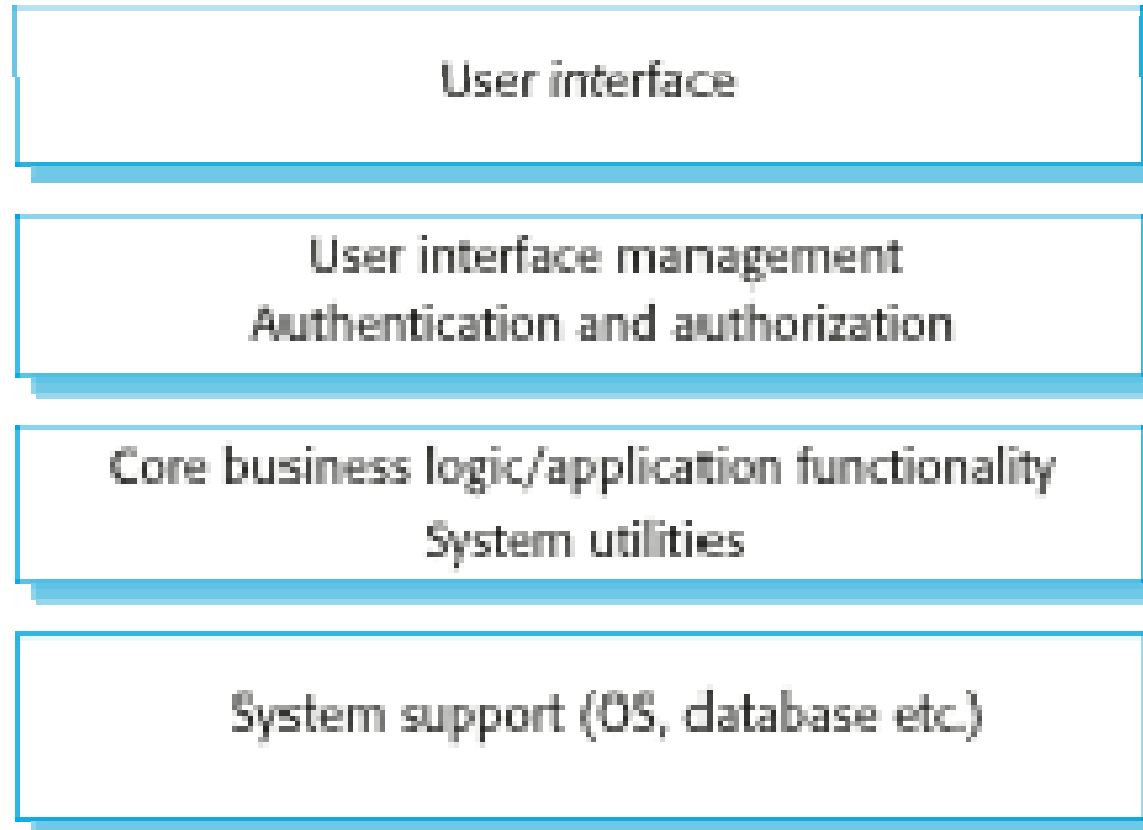 User interface
User interface management
Authentication and authorization
Core business logic/application functionality
System utilities
System support (OS, database etc.)